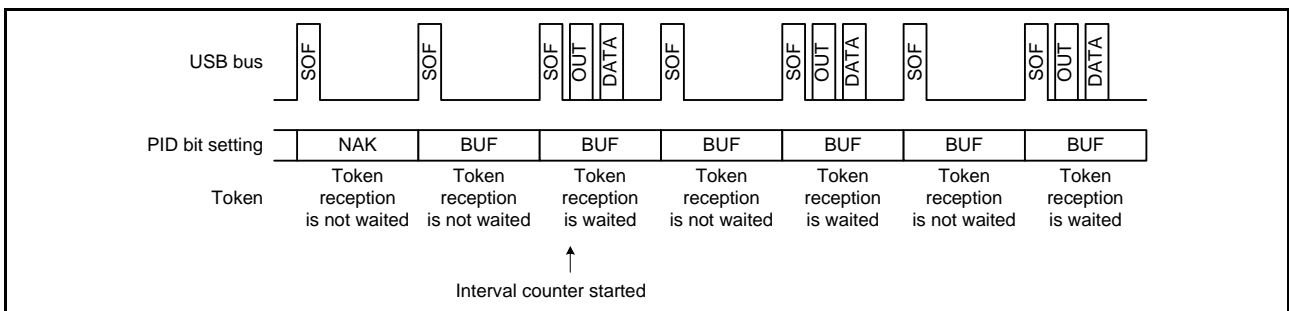 USB bus SOF SOF SOF OUT DATA SOF SOF OUT DATA SOF SOF OUT DATA
PID bit setting NAK BUF BUF BUF BUF BUF BUF
Token Token Token Token Token Token Token
Token reception reception reception reception reception reception reception
is not waited is not waited is waited is not waited is waited is not waited is waited
Interval counter started